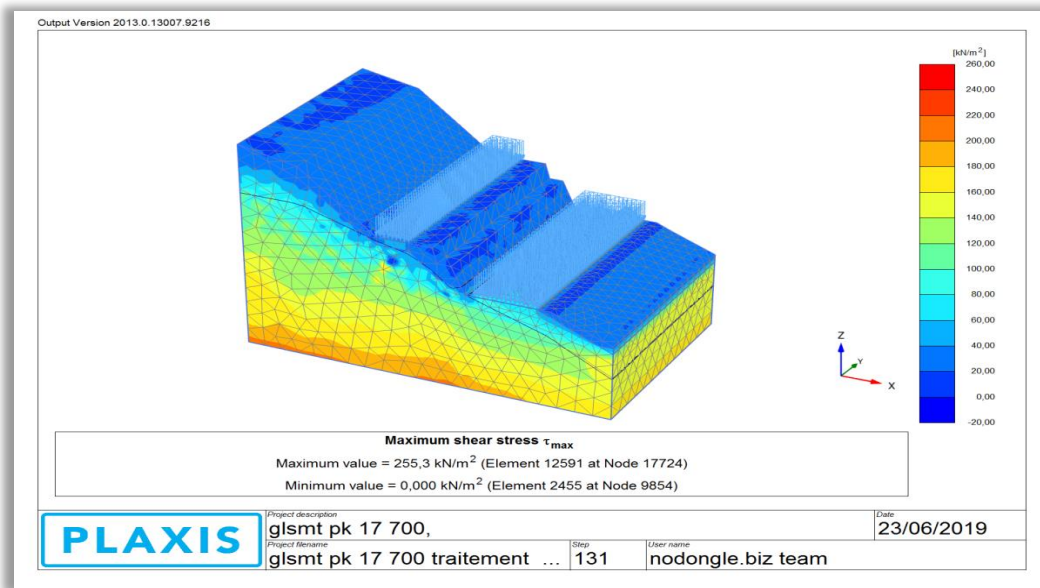 Output Version 2013.0.13007.9216
[kN/m²]
260,00
240,00
220,00
200,00
180,00
160,00
140,00
120,00
100,00
80,00
60,00
40,00
20,00
0,00
-20,00
Z
Y
X
Maximum shear stress τmax
Maximum value = 255,3 kN/m² (Element 12591 at Node 17724)
Minimum value = 0,000 kN/m² (Element 2455 at Node 9854)
PLAXIS
Project description
glsmt pk 17 700,
Date
23/06/2019
Project filename
glsmt pk 17 700 traitement ...
Step
131
User name
nodongle.biz team